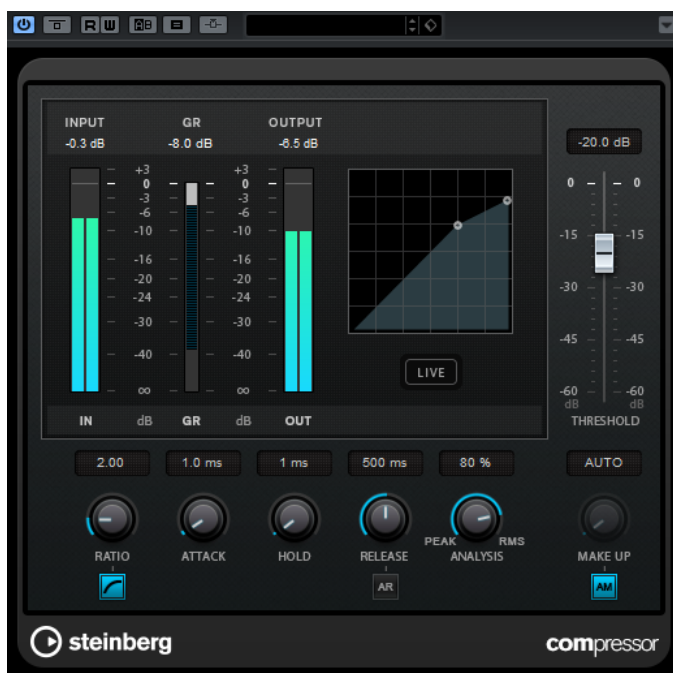 R W A B
INPUT GR OUTPUT
-0.3 dB -8.0 dB -6.5 dB
-20.0 dB
+3 +3
0 0 0 0
-3 -3
-6 -6
-10 -10
-15 -15
-16 -16
-20 -20
-24 -24
-30 -30
-30 -30
-40 -40
-45 -45
LIVE
∞ ∞
-60 -60
dB dB
IN dB GR dB OUT
THRESHOLD
2.00 1.0 ms 1 ms 500 ms 80 % AUTO
PEAK RMS
RATIO ATTACK HOLD RELEASE ANALYSIS MAKE UP
AR AM
steinberg compressor